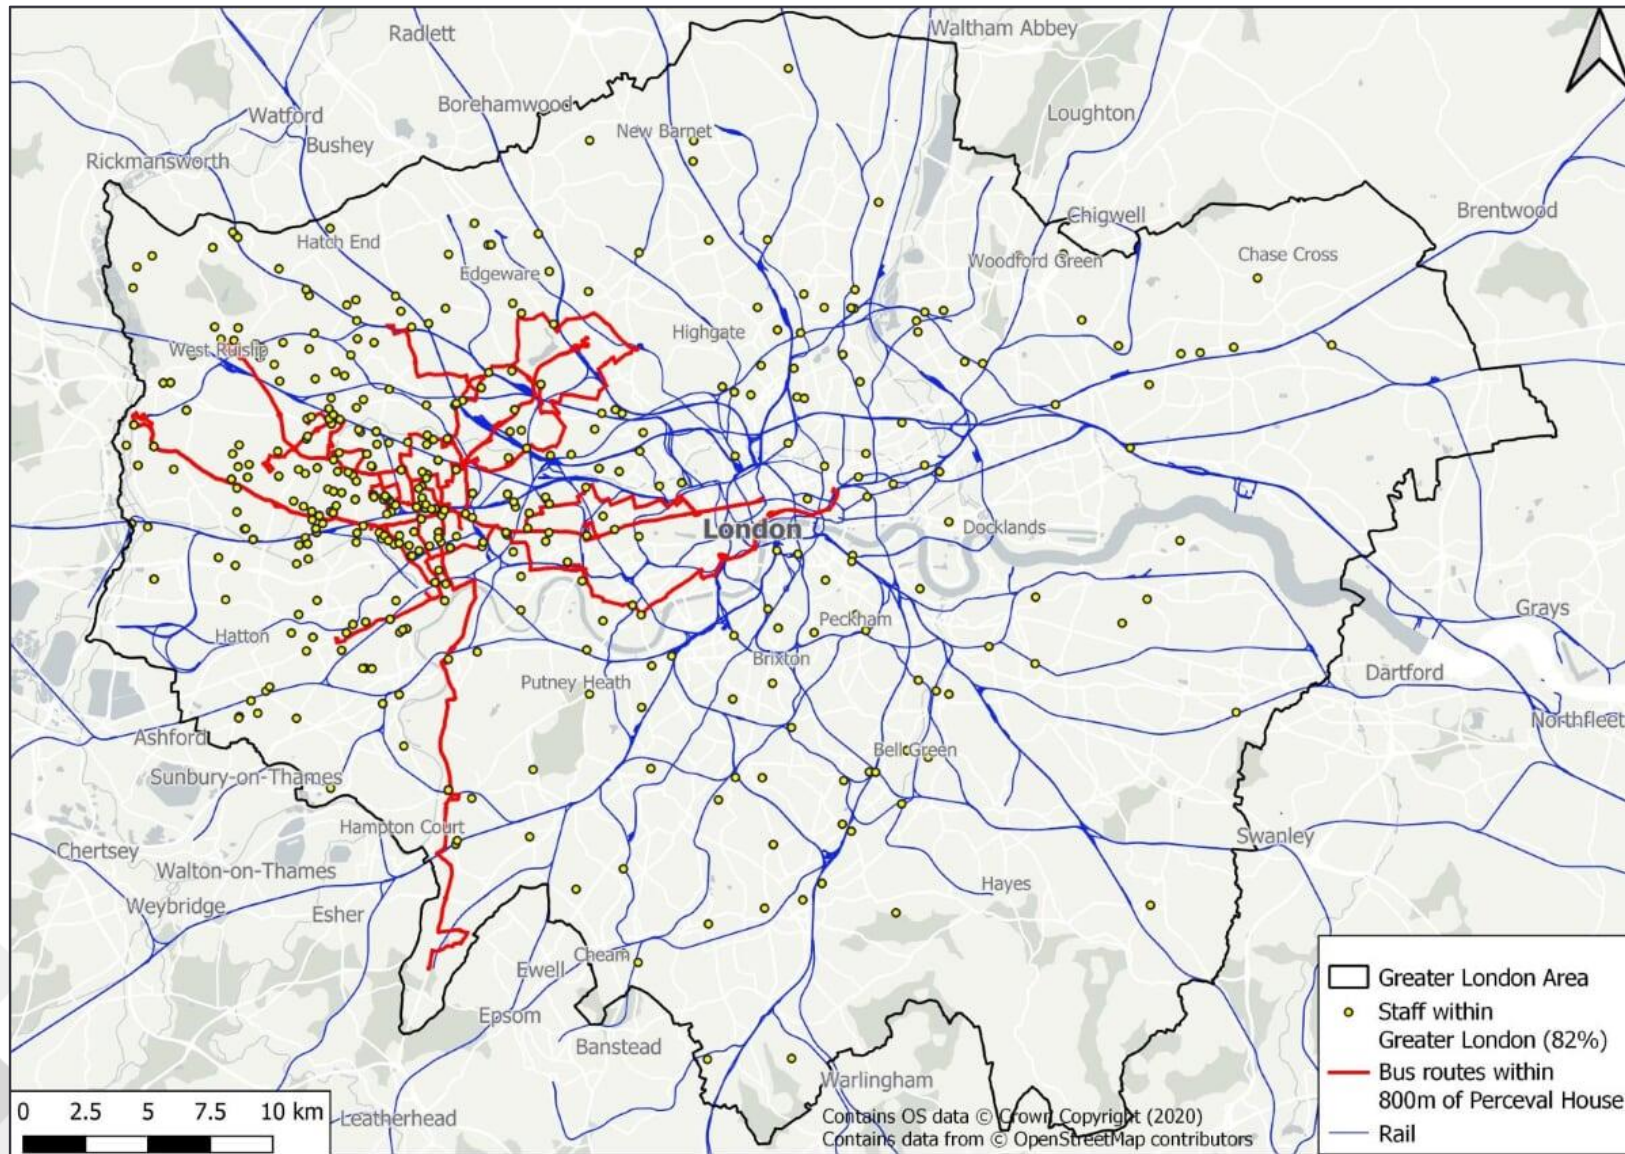 Radlett
Waltham Abbey
Borehamwood
Watford
Loughton
New Barnet
Bushey
Rickmansworth
Chigwell
Brentwood
Hatch End
Chase Cross
Woodford Green
Edgeware
Highgate
West Ruislip
London
Docklands
Grays
Peckham
Hatton
Brixton
Dartford
Putney Heath
Northfleet
Ashford
Bell Green
Sunbury-on-Thames
Hampton Court
Swanley
Chertsey
Walton-on-Thames
Hayes
Weybridge
Esher
Cheam
Ewell
Epsom
Banstead
Warlingham
Leatherhead
Greater London Area
Staff within
Greater London (82%)
Bus routes within
800m of Perceval House
Rail
0 2.5 5 7.5 10 km
Contains OS data © Crown Copyright (2020)
Contains data from © OpenStreetMap contributors